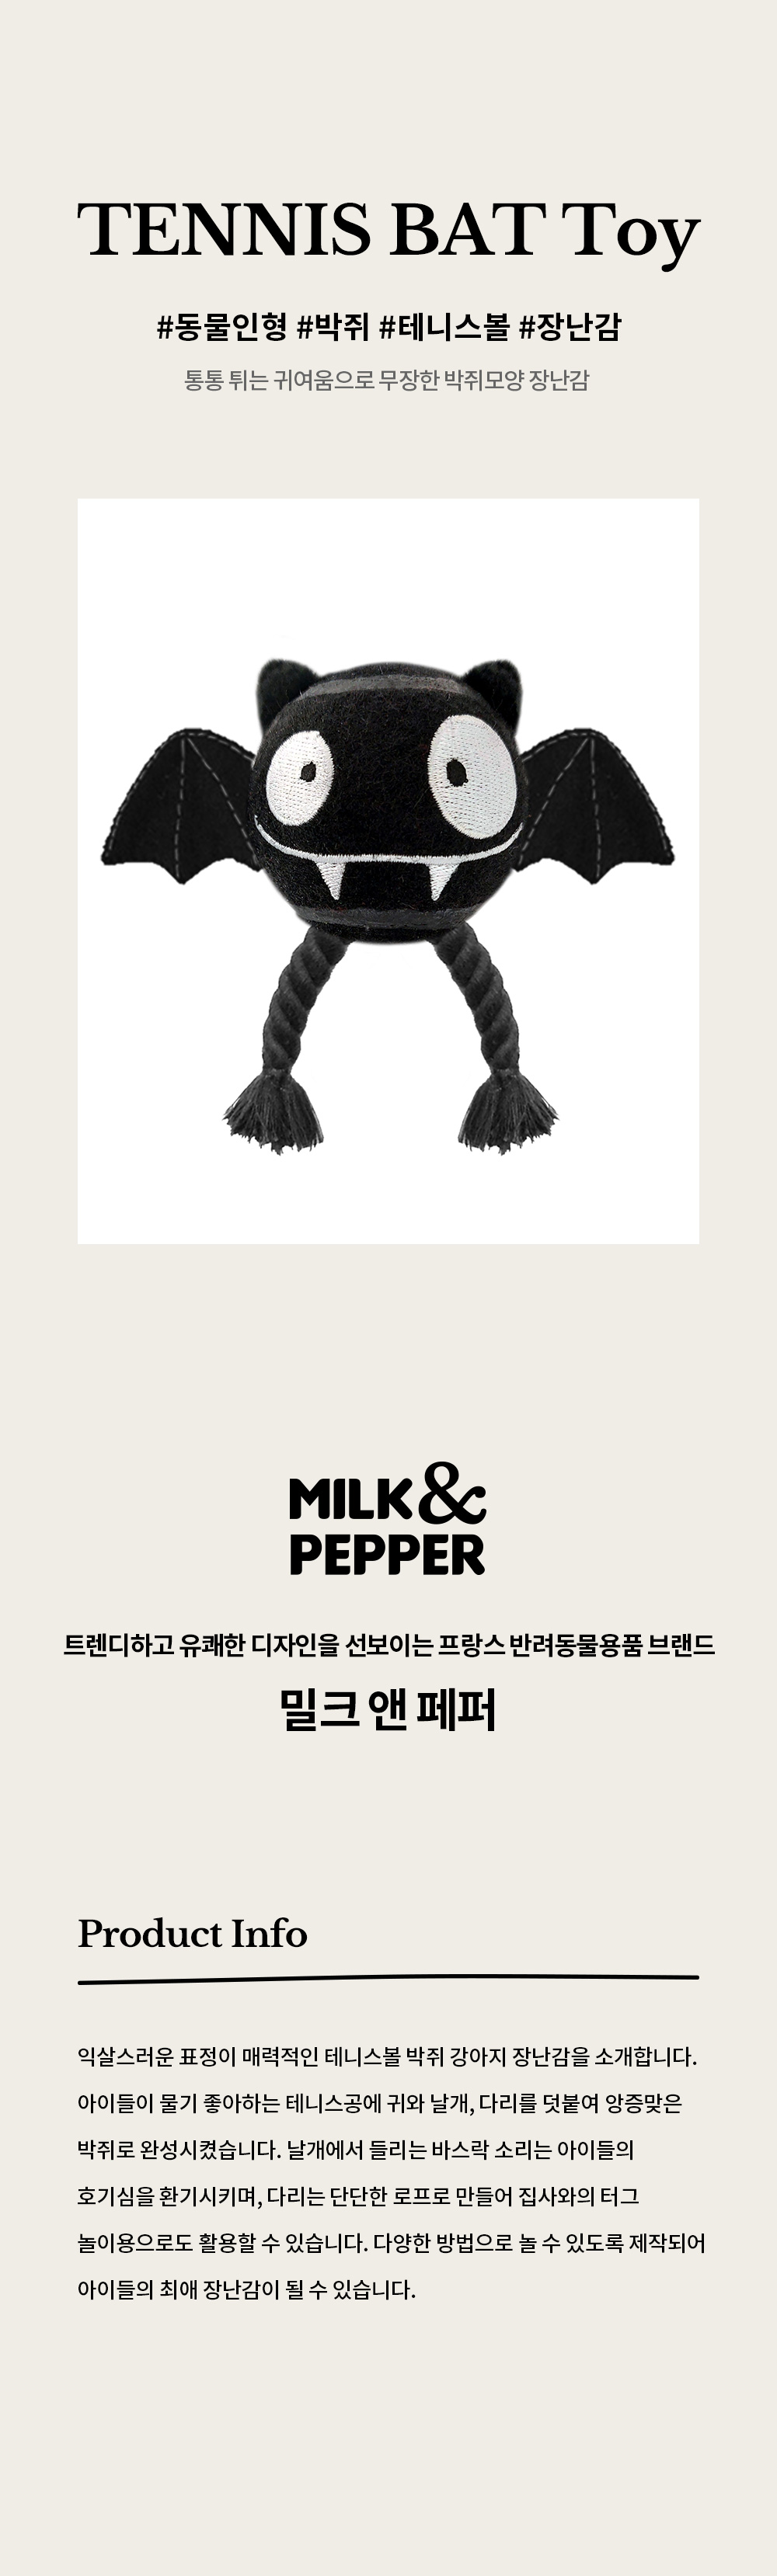 TENNIS BAT Toy
#동물인형 #박쥐 #테니스볼 #장난감
통통 튀는 귀여움으로 무장한 박쥐모양 장난감
MILK&
PEPPER
트렌디하고 유쾌한 디자인을 선보이는 프랑스 반려동물용품 브랜드
밀크 앤 페퍼
Product Info
익살스러운 표정이 매력적인 테니스볼 박쥐 강아지 장난감을 소개합니다.
아이들이 물기 좋아하는 테니스공에 귀와 날개, 다리를 덧붙여 앙증맞은
박쥐로 완성시켰습니다. 날개에서 들리는 바스락 소리는 아이들의
호기심을 환기시키며, 다리는 단단한 로프로 만들어 집사와의 터그
놀이용으로도 활용할 수 있습니다. 다양한 방법으로 놀 수 있도록 제작되어
아이들의 최애 장난감이 될 수 있습니다.